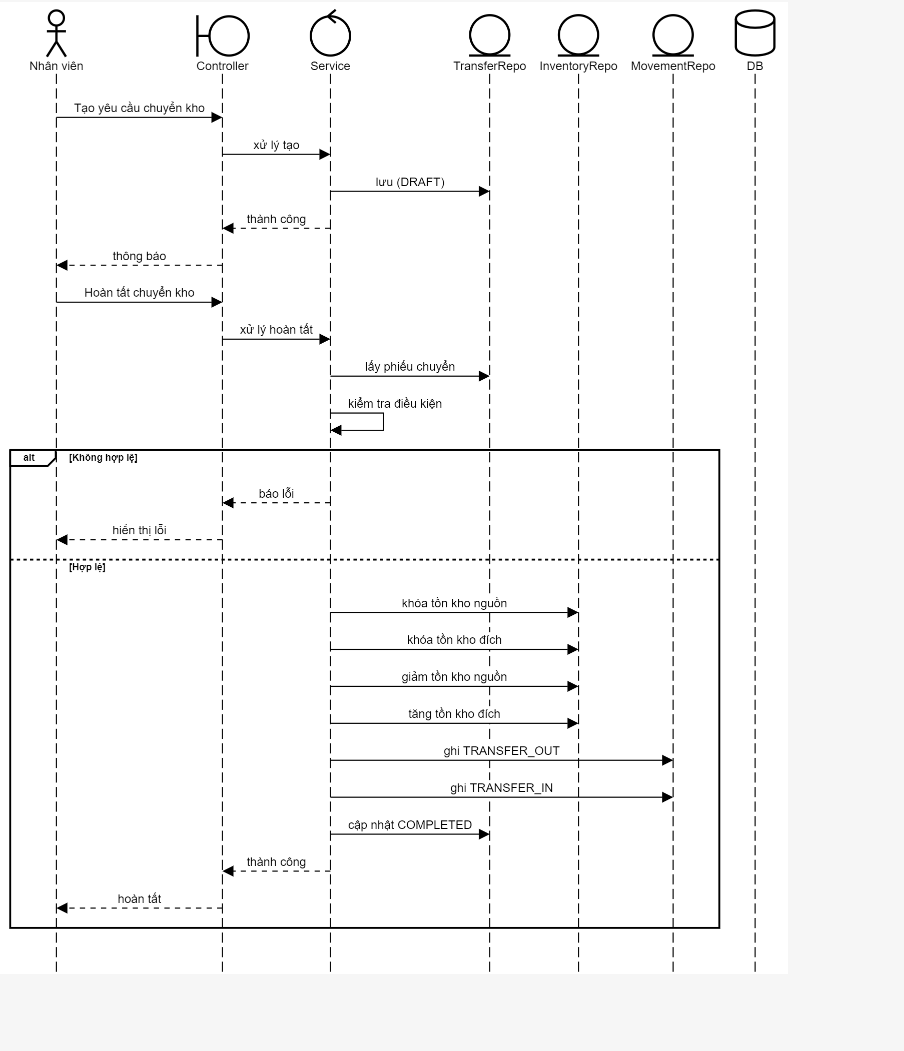 Nhân viên
Controller
Service
TransferRepo
InventoryRepo
MovementRepo
DB
Tạo yêu cầu chuyển kho
xử lý tạo
lưu (DRAFT)
thành công
thông báo
Hoàn tất chuyển kho
xử lý hoàn tất
lấy phiếu chuyển
kiểm tra điều kiện
alt
[Không hợp lệ]
báo lỗi
hiển thị lỗi
[Hợp lệ]
khóa tồn kho nguồn
khóa tồn kho đích
giảm tồn kho nguồn
tăng tồn kho đích
ghi TRANSFER_OUT
ghi TRANSFER_IN
cập nhật COMPLETED
thành công
hoàn tất